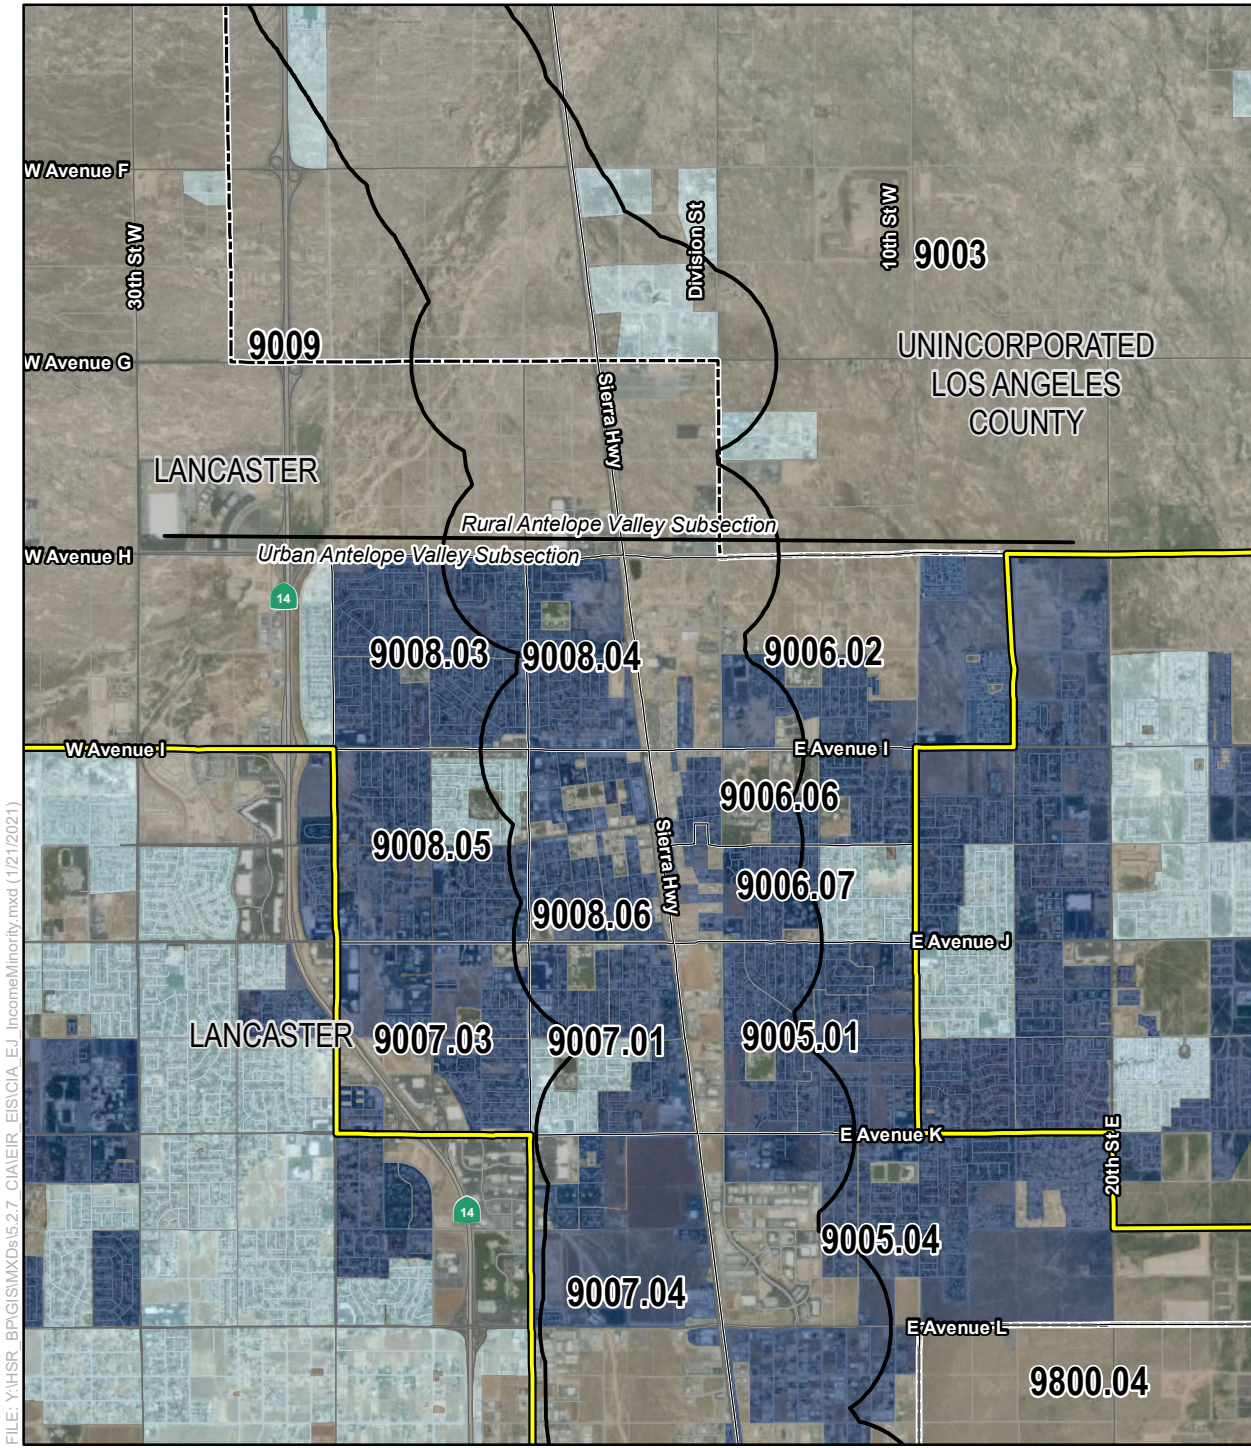 W Avenue F
30th St W
Division St
10th St W
9003
9009
W Avenue G
UNINCORPORATED
LOS ANGELES
COUNTY
Sierra Hwy
LANCASTER
Rural Antelope Valley Subsection
W Avenue H
Urban Antelope Valley Subsection
14
9008.03
9008.04
9006.02
W Avenue I
E Avenue I
9006.06
Sierra Hwy
9008.05
9006.07
9008.06
E Avenue J
LANCASTER
9007.03
9007.01
9005.01
E Avenue K
20th St E
14
9005.04
9007.04
E Avenue L
9800.04
FILE: Y:\HSR_BP\GIS\MXDs\5.2.7_CIA\EIR_EIS\CIA_EJ_IncomeMinority.mxd (1/21/2021)